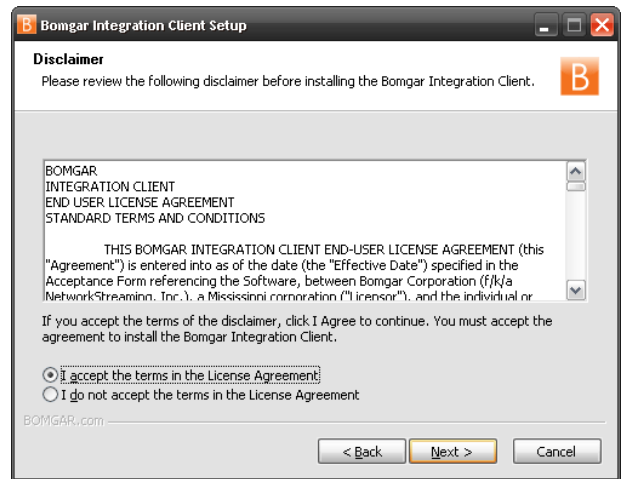 B Bomgar Integration Client Setup
Disclaimer
Please review the following disclaimer before installing the Bomgar Integration Client.
B
BOMGAR
INTEGRATION CLIENT
END USER LICENSE AGREEMENT
STANDARD TERMS AND CONDITIONS
THIS BOMGAR INTEGRATION CLIENT END-USER LICENSE AGREEMENT (this
"Agreement") is entered into as of the date (the "Effective Date") specified in the
Acceptance Form referencing the Software, between Bomgar Corporation (f/k/a
NetworkStreaming, Inc.), a Mississippi corporation ("Licensor"), and the individual or
If you accept the terms of the disclaimer, click I Agree to continue. You must accept the
agreement to install the Bomgar Integration Client.
I accept the terms in the License Agreement
I do not accept the terms in the License Agreement
BOMGAR.com
< Back Next > Cancel